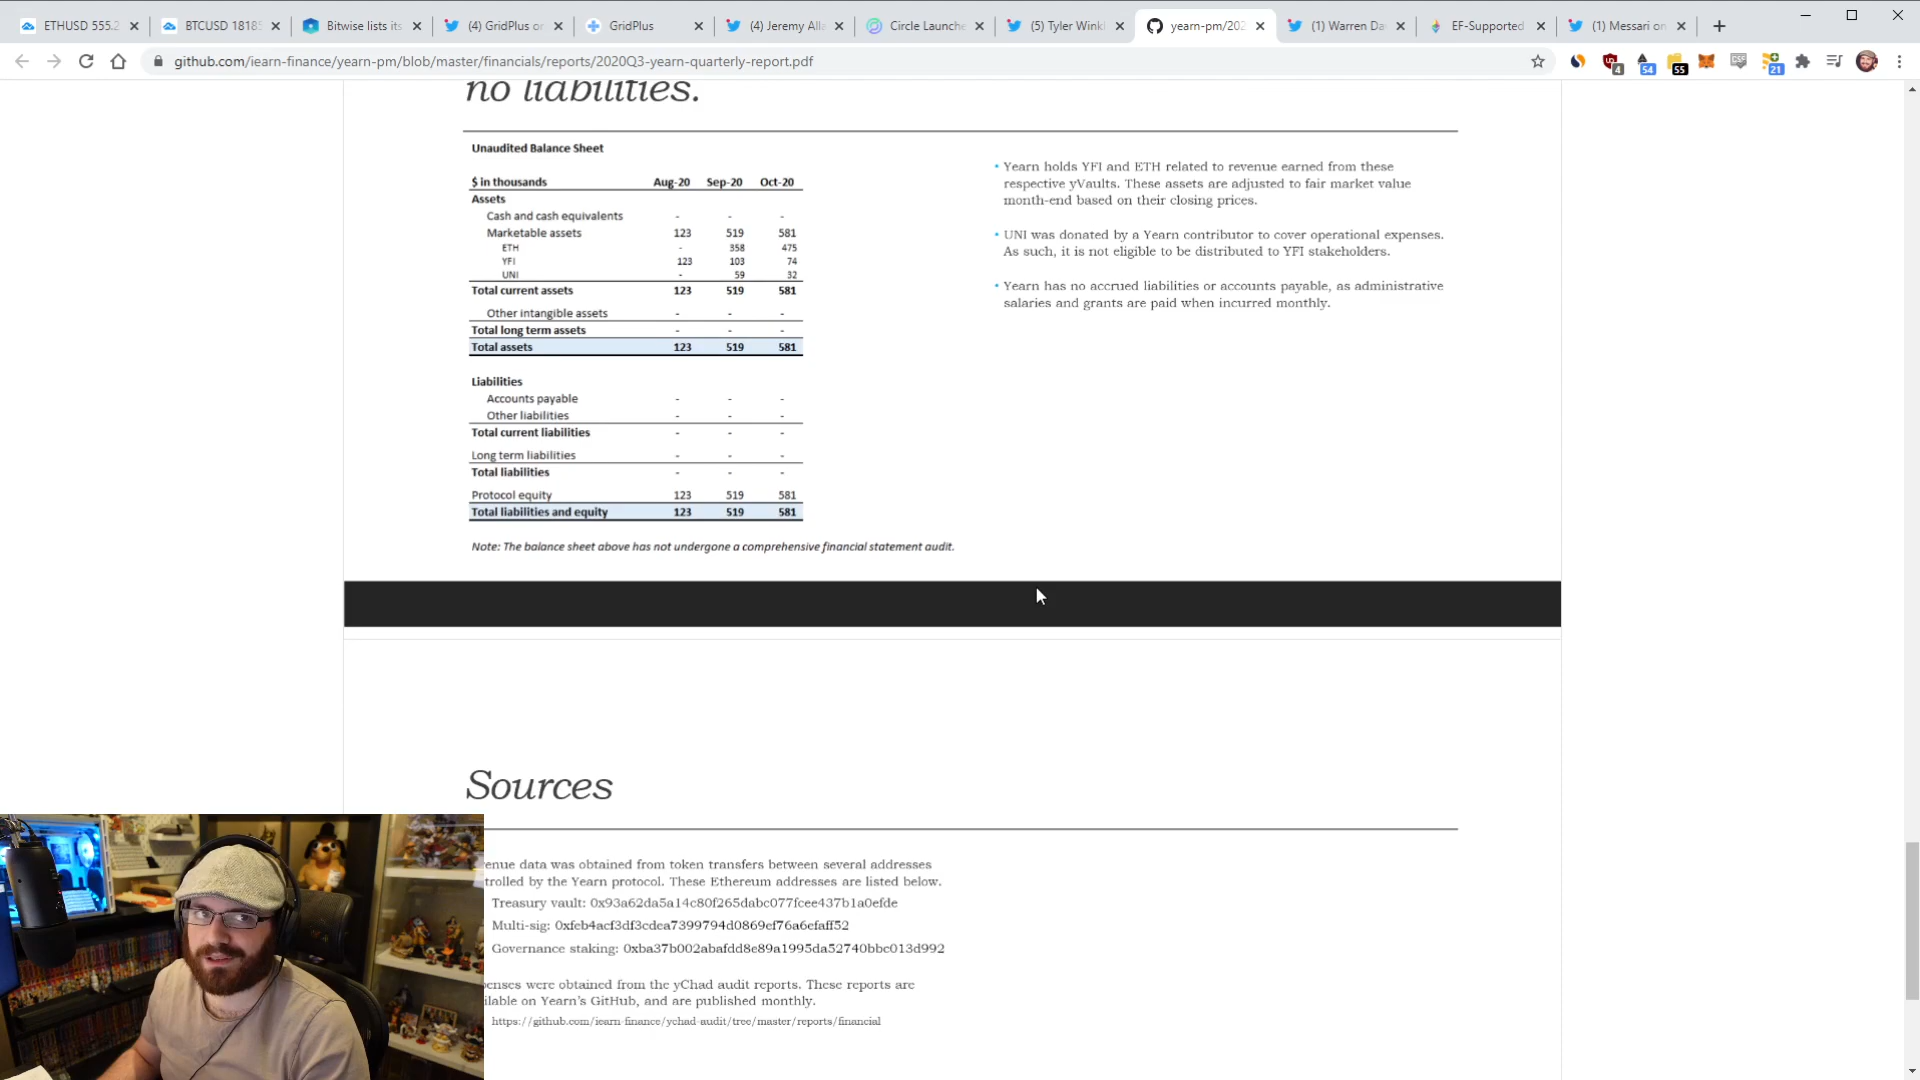 ETHUSD 555.2
BTCUSD 1818
Bitwise lists its
(4) GridPlus on
GridPlus
(4) Jeremy Alla
Circle Launche
(5) Tyler Winkl
yearn-pm/202
(1) Warren Da
EF-Supported
(1) Messari on
github.com/iearn-finance/yearn-pm/blob/master/financials/reports/2020Q3-yearn-quarterly-report.pdf
4
54
55
21
no liabilities.
Unaudited Balance Sheet
$ in thousands Aug-20 Sep-20 Oct-20
Assets
Cash and cash equivalents - - -
Marketable assets 123 519 581
ETH - 358 475
YFI 123 103 74
UNI - 59 32
Total current assets 123 519 581
Other intangible assets - - -
Total long term assets - - -
Total assets 123 519 581
Liabilities
Accounts payable - - -
Other liabilities - - -
Total current liabilities - - -
Long term liabilities - - -
Total liabilities - - -
Protocol equity 123 519 581
Total liabilities and equity 123 519 581
Note: The balance sheet above has not undergone a comprehensive financial statement audit.
• Yearn holds YFI and ETH related to revenue earned from these
respective yVaults. These assets are adjusted to fair market value
month-end based on their closing prices.
• UNI was donated by a Yearn contributor to cover operational expenses.
As such, it is not eligible to be distributed to YFI stakeholders.
• Yearn has no accrued liabilities or accounts payable, as administrative
salaries and grants are paid when incurred monthly.
Sources
enue data was obtained from token transfers between several addresses
trolled by the Yearn protocol. These Ethereum addresses are listed below.
Treasury vault: 0x93a62da5a14c80f265dabc077fcee437b1a0efde
Multi-sig: 0xfeb4acf3df3cdea7399794d0869ef76a6efaff52
Governance staking: 0xba37b002abafdd8e89a1995da52740bbc013d992
enses were obtained from the yChad audit reports. These reports are
ilable on Yearn's GitHub, and are published monthly.
https://github.com/iearn-finance/ychad-audit/tree/master/reports/financial